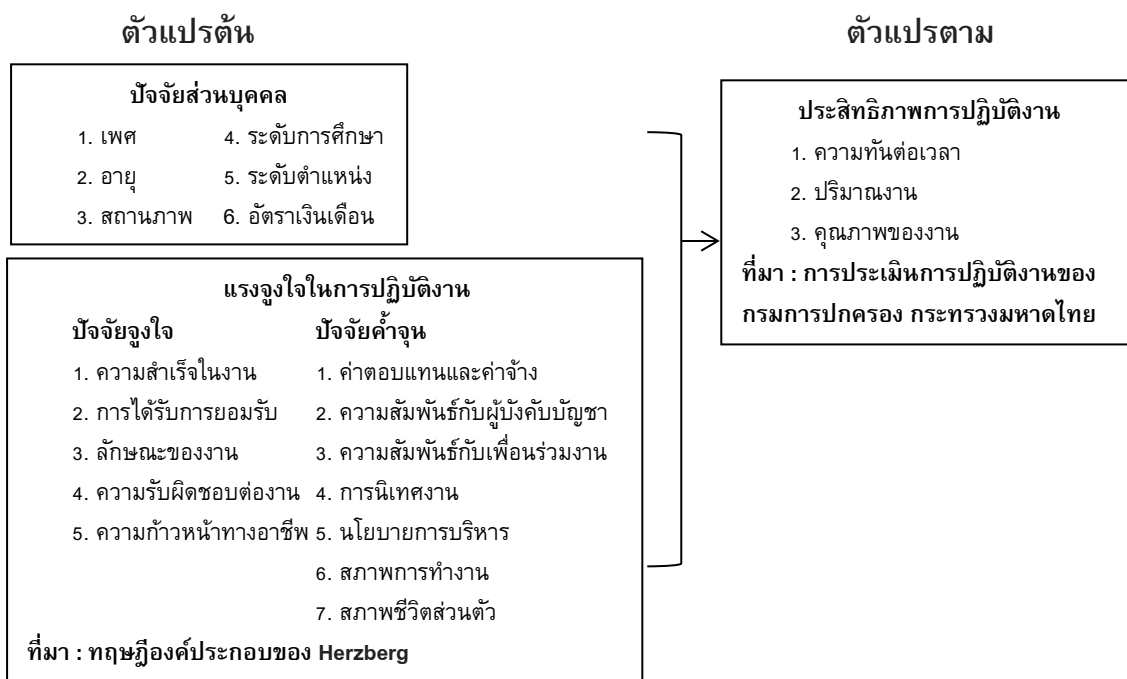 ตัวแปรต้น
ปัจจัยส่วนบุคคล
1. เพศ 4. ระดับการศึกษา
2. อายุ 5. ระดับตำแหน่ง
3. สถานภาพ 6. อัตราเงินเดือน
แรงจูงใจในการปฏิบัติงาน
ปัจจัยจูงใจ ปัจจัยค้ำจุน
1. ความสำเร็จในงาน 1. ค่าตอบแทนและค่าจ้าง
2. การได้รับการยอมรับ 2. ความสัมพันธ์กับผู้บังคับบัญชา
3. ลักษณะของงาน 3. ความสัมพันธ์กับเพื่อนร่วมงาน
4. ความรับผิดชอบต่องาน 4. การนิเทศงาน
5. ความก้าวหน้าทางอาชีพ 5. นโยบายการบริหาร
6. สภาพการทำงาน
7. สภาพชีวิตส่วนตัว
ที่มา : ทฤษฎีองค์ประกอบของ Herzberg
ตัวแปรตาม
ประสิทธิภาพการปฏิบัติงาน
1. ความทันต่อเวลา
2. ปริมาณงาน
3. คุณภาพของงาน
ที่มา : การประเมินการปฏิบัติงานของ
กรมการปกครอง กระทรวงมหาดไทย